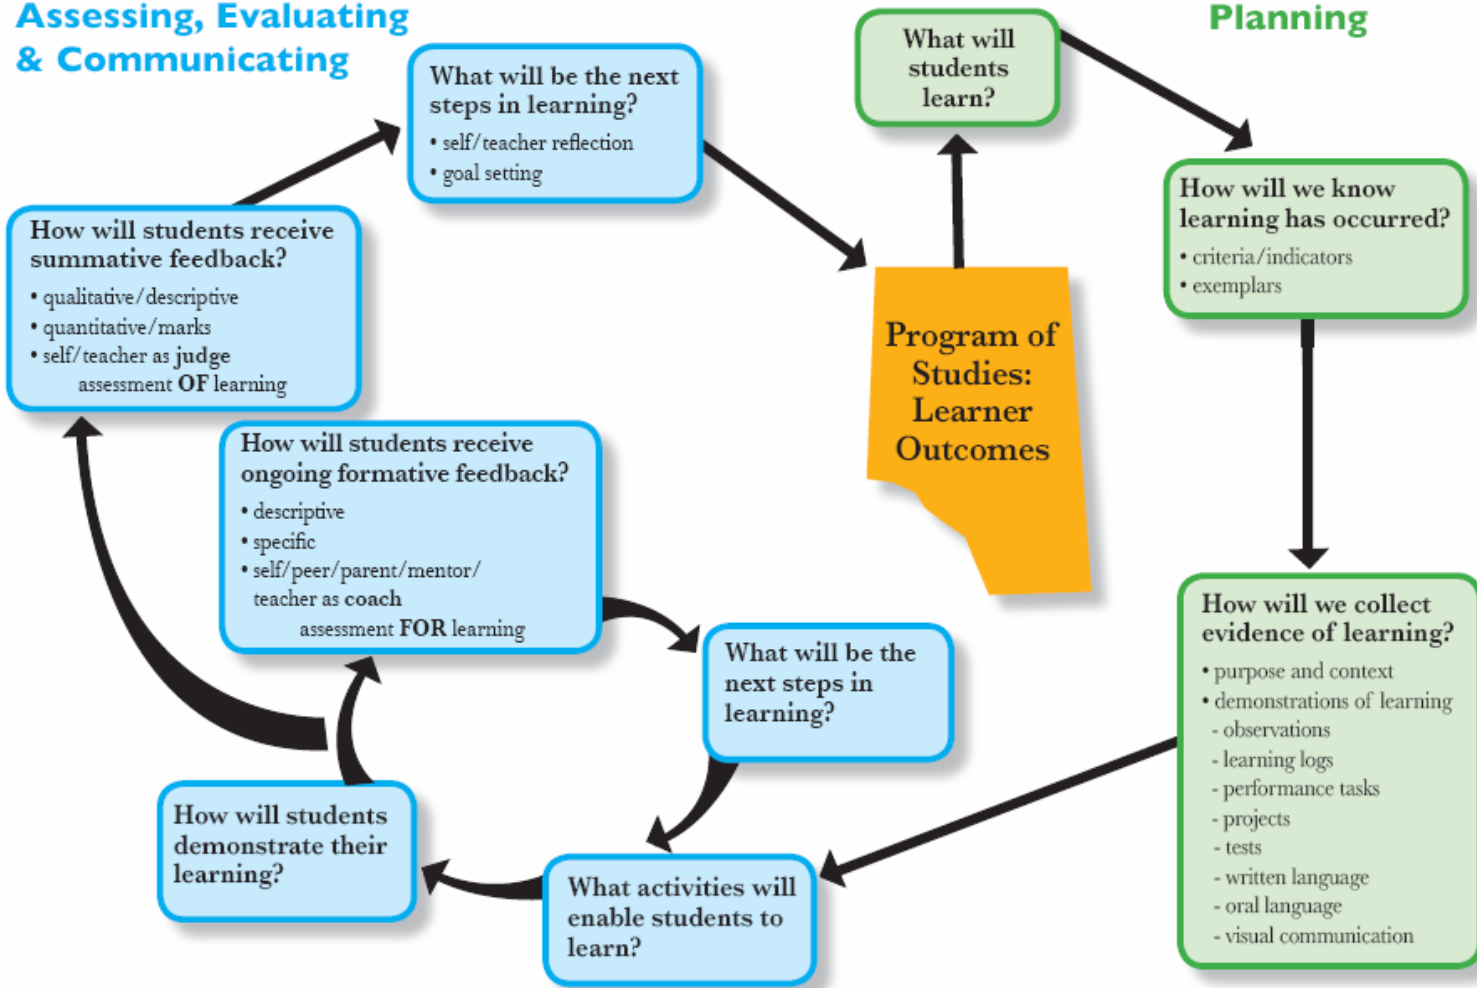 Assessing, Evaluating
& Communicating
Planning
What will
students
learn?
What will be the next
steps in learning?
• self/teacher reflection
• goal setting
How will we know
learning has occurred?
• criteria/indicators
• exemplars
How will students receive
summative feedback?
• qualitative/descriptive
• quantitative/marks
• self/teacher as judge
assessment OF learning
Program of
Studies:
Learner
Outcomes
How will students receive
ongoing formative feedback?
• descriptive
• specific
• self/peer/parent/mentor/
teacher as coach
assessment FOR learning
How will we collect
evidence of learning?
• purpose and context
• demonstrations of learning
- observations
- learning logs
- performance tasks
- projects
- tests
- written language
- oral language
- visual communication
What will be the
next steps in
learning?
How will students
demonstrate their
learning?
What activities will
enable students to
learn?